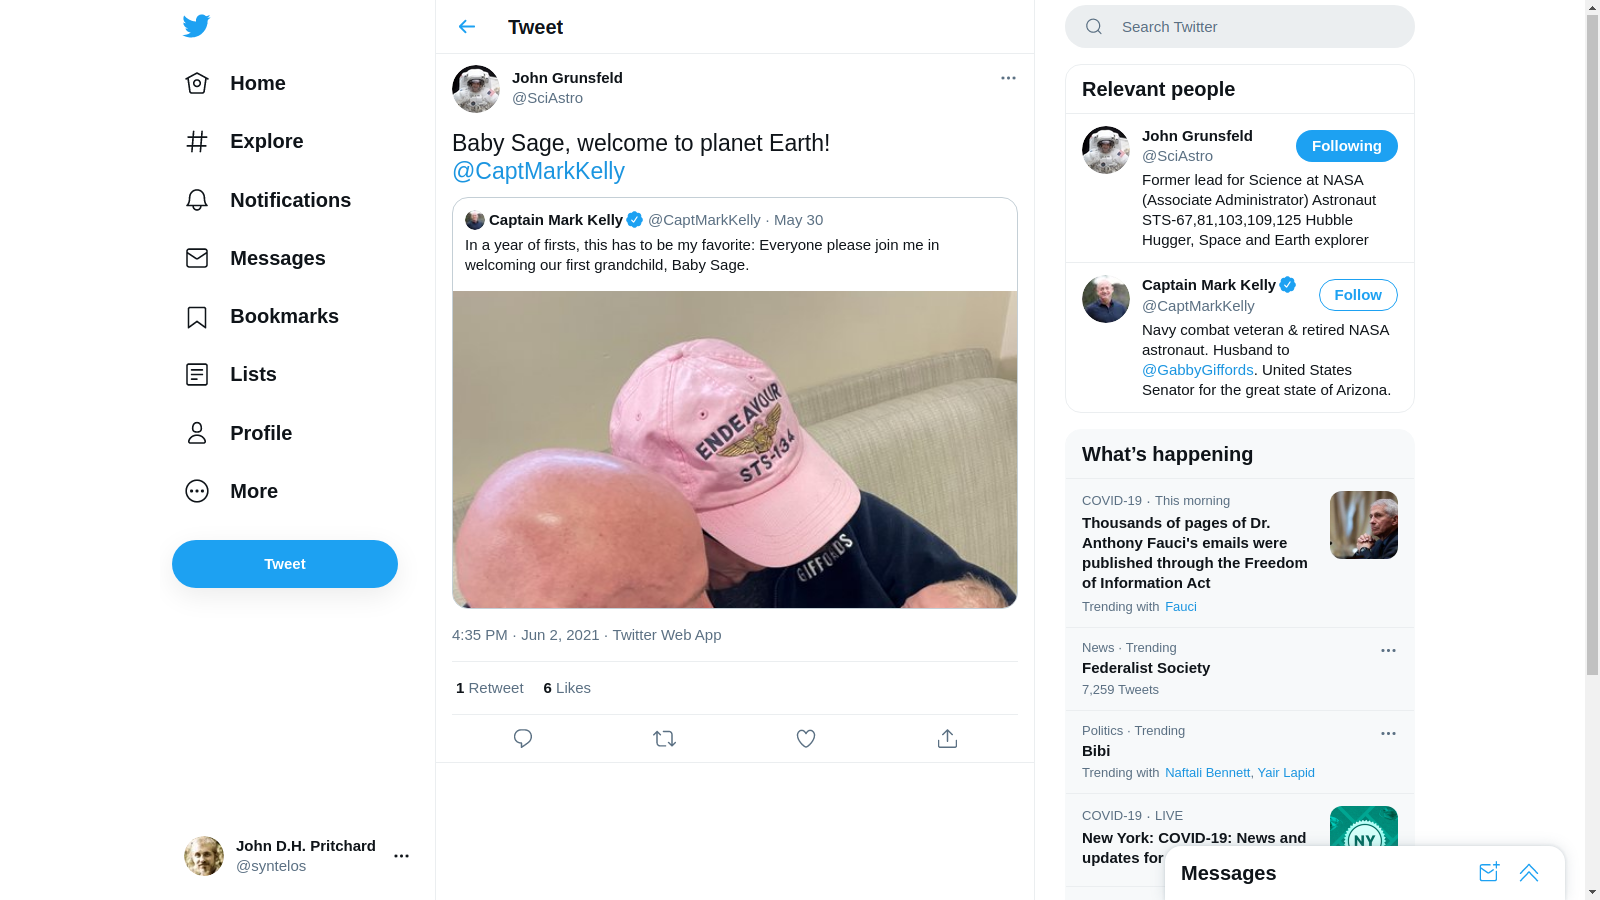 Home
Explore
Notifications
Messages
Bookmarks
Lists
Profile
More
Tweet
John D.H. Pritchard
@syntelos
Tweet
John Grunsfeld
@SciAstro
Baby Sage, welcome to planet Earth!
@CaptMarkKelly
Captain Mark Kelly @CaptMarkKelly · May 30
In a year of firsts, this has to be my favorite: Everyone please join me in
welcoming our first grandchild, Baby Sage.
ENDEAVOUR
STS-134
GIFFORDS
4:35 PM · Jun 2, 2021 · Twitter Web App
1 Retweet 6 Likes
Search Twitter
Relevant people
John Grunsfeld
@SciAstro
Following
Former lead for Science at NASA
(Associate Administrator) Astronaut
STS-67,81,103,109,125 Hubble
Hugger, Space and Earth explorer
Captain Mark Kelly
@CaptMarkKelly
Follow
Navy combat veteran & retired NASA
astronaut. Husband to
@GabbyGiffords. United States
Senator for the great state of Arizona.
What’s happening
COVID-19 · This morning
Thousands of pages of Dr.
Anthony Fauci's emails were
published through the Freedom
of Information Act
Trending with Fauci
News · Trending
Federalist Society
7,259 Tweets
Politics · Trending
Bibi
Trending with Naftali Bennett, Yair Lapid
COVID-19 · LIVE
New York: COVID-19: News and
updates for
NY
Messages